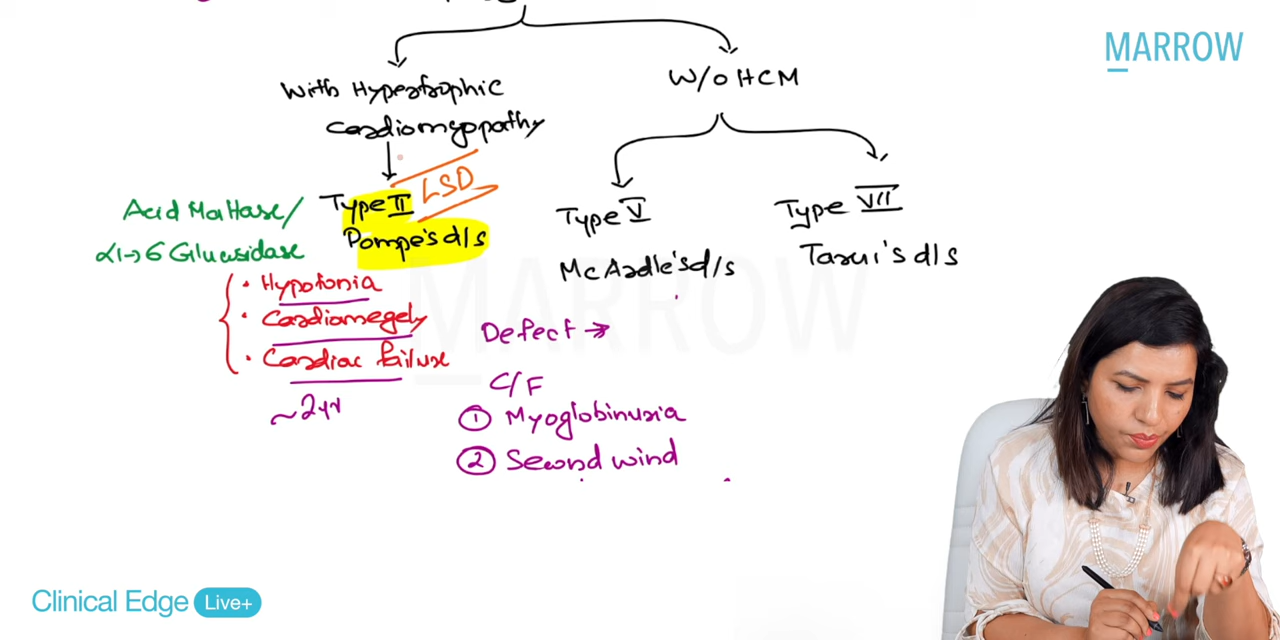 MARROW
With Hypertrophic
Cardiomyopathy
W/o HCM
LSD
Type II
Pompe's d/s
Acid Maltase/
α1→6 Glucosidase
• Hypotonia
• Cardiomegaly
• Cardiac failure
~2yr
Type V
McArdle's d/s
Type VII
Tarui's d/s
MARROW
Defect →
C/F
① Myoglobinuria
② Second wind
Clinical Edge Live+